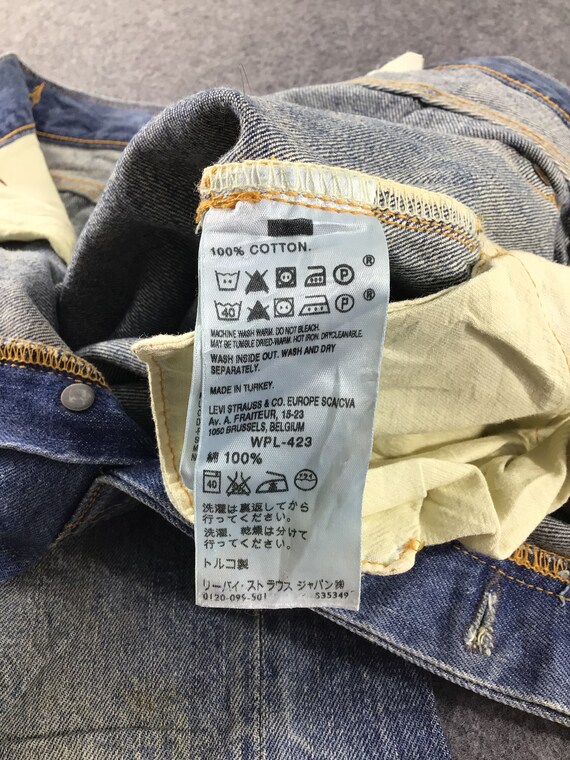 100% COTTON.
®
P
40
P
®
MACHINE WASH WARM. DO NOT BLEACH.
MAY BE TUMBLE DRIED-WARM. HOT IRON. DRYCLEANABLE.
WASH INSIDE OUT. WASH AND DRY
SEPARATELY.
MADE IN TURKEY.
LEVI STRAUSS & CO. EUROPE SCA/CVA
Av. A. FRAITEUR, 15-23
1050 BRUSSELS, BELGIUM
WPL-423
綿 100%
40
洗濯は裏返してから
行ってください。
洗濯、乾燥は分けて
行ってください。
トルコ製
リーバイ・ストラウス ジャパン㈱
0120-099-501 535349